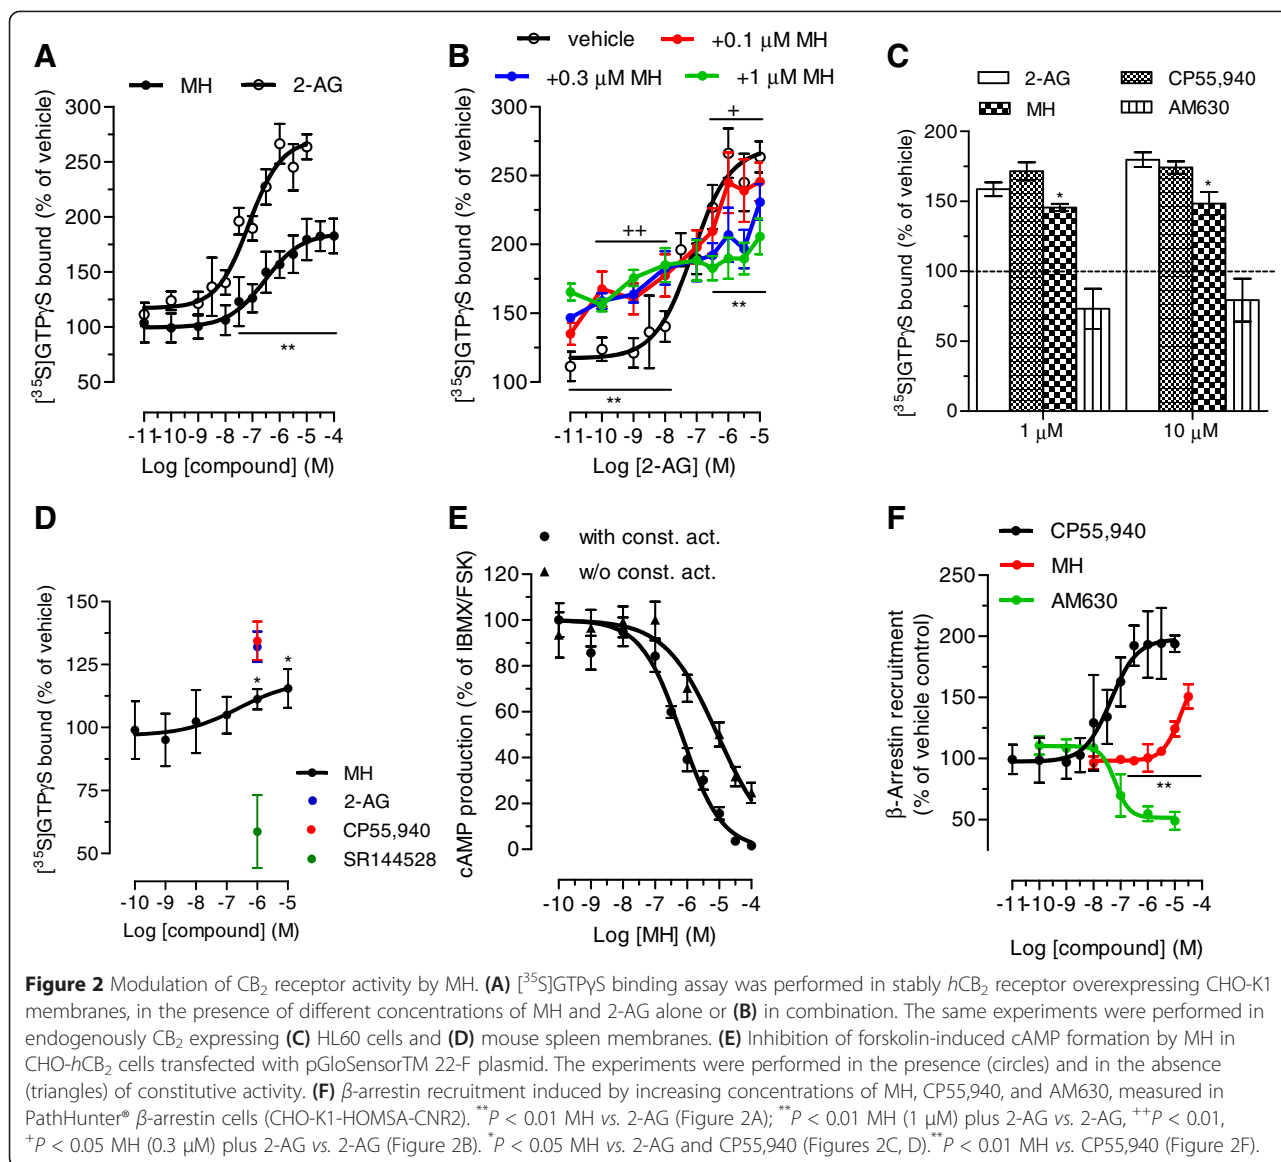 A
MH 2-AG
[³⁵S]GTPγS bound (% of vehicle)
300
250
200
150
100
50
**
-11 -10 -9 -8 -7 -6 -5 -4
Log [compound] (M)
B
vehicle +0.1 μM MH
+0.3 μM MH +1 μM MH
[³⁵S]GTPγS bound (% of vehicle)
300
250
200
150
100
+
++
**
**
-11 -10 -9 -8 -7 -6 -5
Log [2-AG] (M)
C
2-AG CP55,940
MH AM630
[³⁵S]GTPγS bound (% of vehicle)
200
150
100
50
0
* *
1 μM 10 μM
D
[³⁵S]GTPγS bound (% of vehicle)
150
125
100
75
50
* *
MH
2-AG
CP55,940
SR144528
-10 -9 -8 -7 -6 -5
Log [compound] (M)
E
with const. act.
w/o const. act.
cAMP production (% of IBMX/FSK)
120
100
80
60
40
20
0
-10 -9 -8 -7 -6 -5 -4
Log [MH] (M)
F
CP55,940
MH
AM630
β-Arrestin recruitment
(% of vehicle control)
250
200
150
100
50
**
-11 -10 -9 -8 -7 -6 -5 -4
Log [compound] (M)
Figure 2 Modulation of CB₂ receptor activity by MH. (A) [³⁵S]GTPγS binding assay was performed in stably hCB₂ receptor overexpressing CHO-K1
membranes, in the presence of different concentrations of MH and 2-AG alone or (B) in combination. The same experiments were performed in
endogenously CB₂ expressing (C) HL60 cells and (D) mouse spleen membranes. (E) Inhibition of forskolin-induced cAMP formation by MH in
CHO-hCB₂ cells transfected with pGloSensorTM 22-F plasmid. The experiments were performed in the presence (circles) and in the absence
(triangles) of constitutive activity. (F) β-arrestin recruitment induced by increasing concentrations of MH, CP55,940, and AM630, measured in
PathHunter® β-arrestin cells (CHO-K1-HOMSA-CNR2). **P < 0.01 MH vs. 2-AG (Figure 2A); **P < 0.01 MH (1 μM) plus 2-AG vs. 2-AG, ++P < 0.01,
+P < 0.05 MH (0.3 μM) plus 2-AG vs. 2-AG (Figure 2B). *P < 0.05 MH vs. 2-AG and CP55,940 (Figures 2C, D).**P < 0.01 MH vs. CP55,940 (Figure 2F).